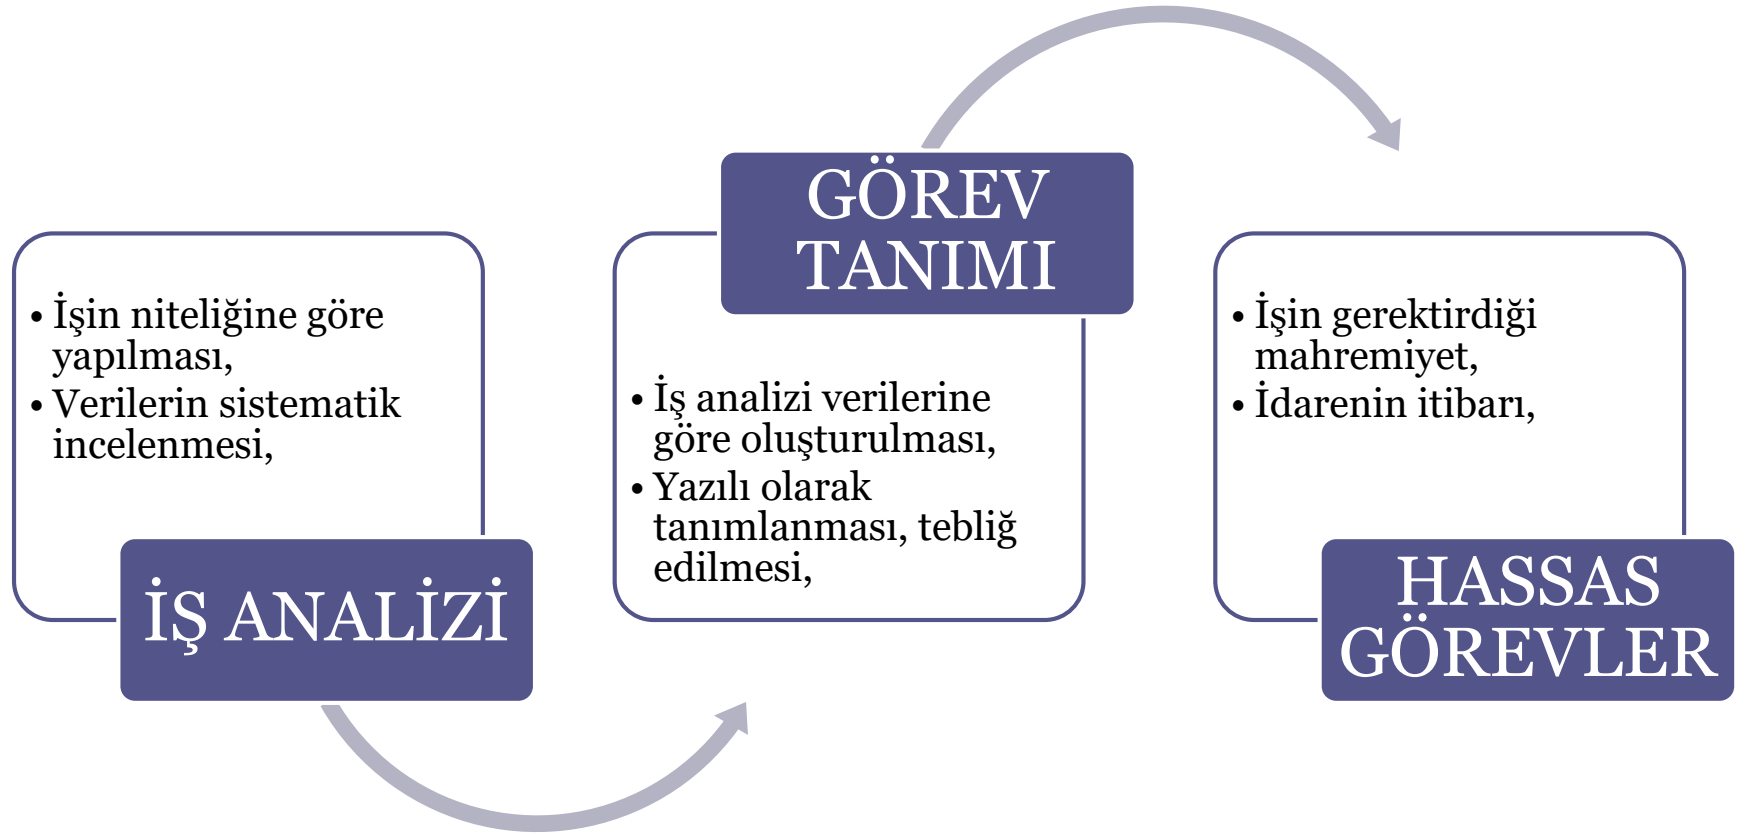 • İşin niteliğine göre
yapılması,
• Verilerin sistematik
incelenmesi,
İŞ ANALİZİ
GÖREV
TANIMI
• İş analizi verilerine
göre oluşturulması,
• Yazılı olarak
tanımlanması, tebliğ
edilmesi,
• İşin gerektirdiği
mahremiyet,
• İdarenin itibarı,
HASSAS
GÖREVLER